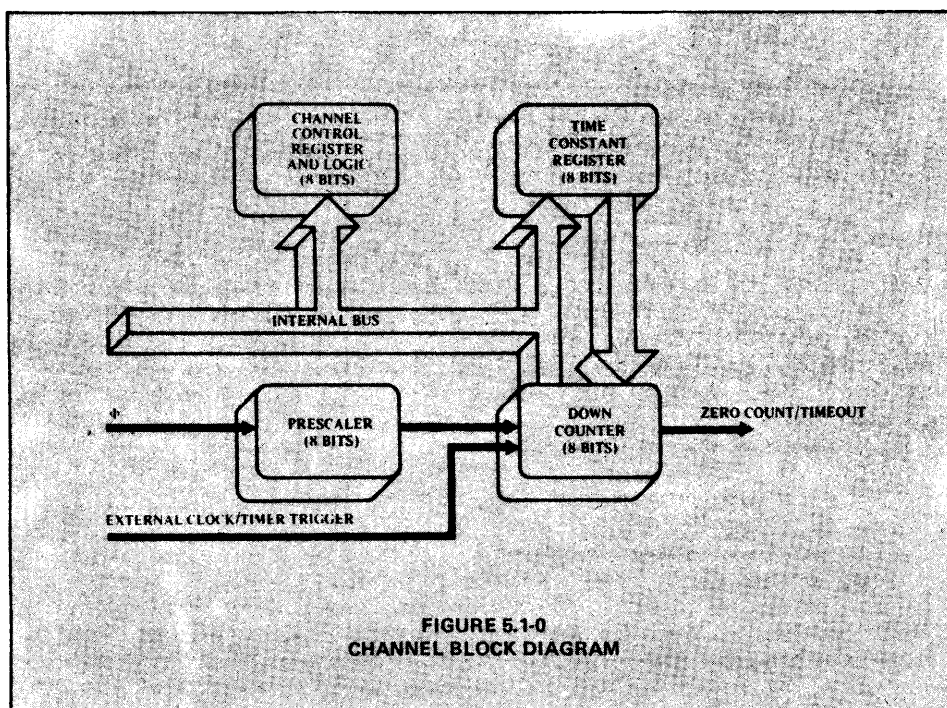 CHANNEL
CONTROL
REGISTER
AND LOGIC
(8 BITS)
TIME
CONSTANT
REGISTER
(8 BITS)
INTERNAL BUS
Φ
PRESCALER
(8 BITS)
DOWN
COUNTER
(8 BITS)
ZERO COUNT/TIMEOUT
EXTERNAL CLOCK/TIMER TRIGGER
FIGURE 5.1-0
CHANNEL BLOCK DIAGRAM